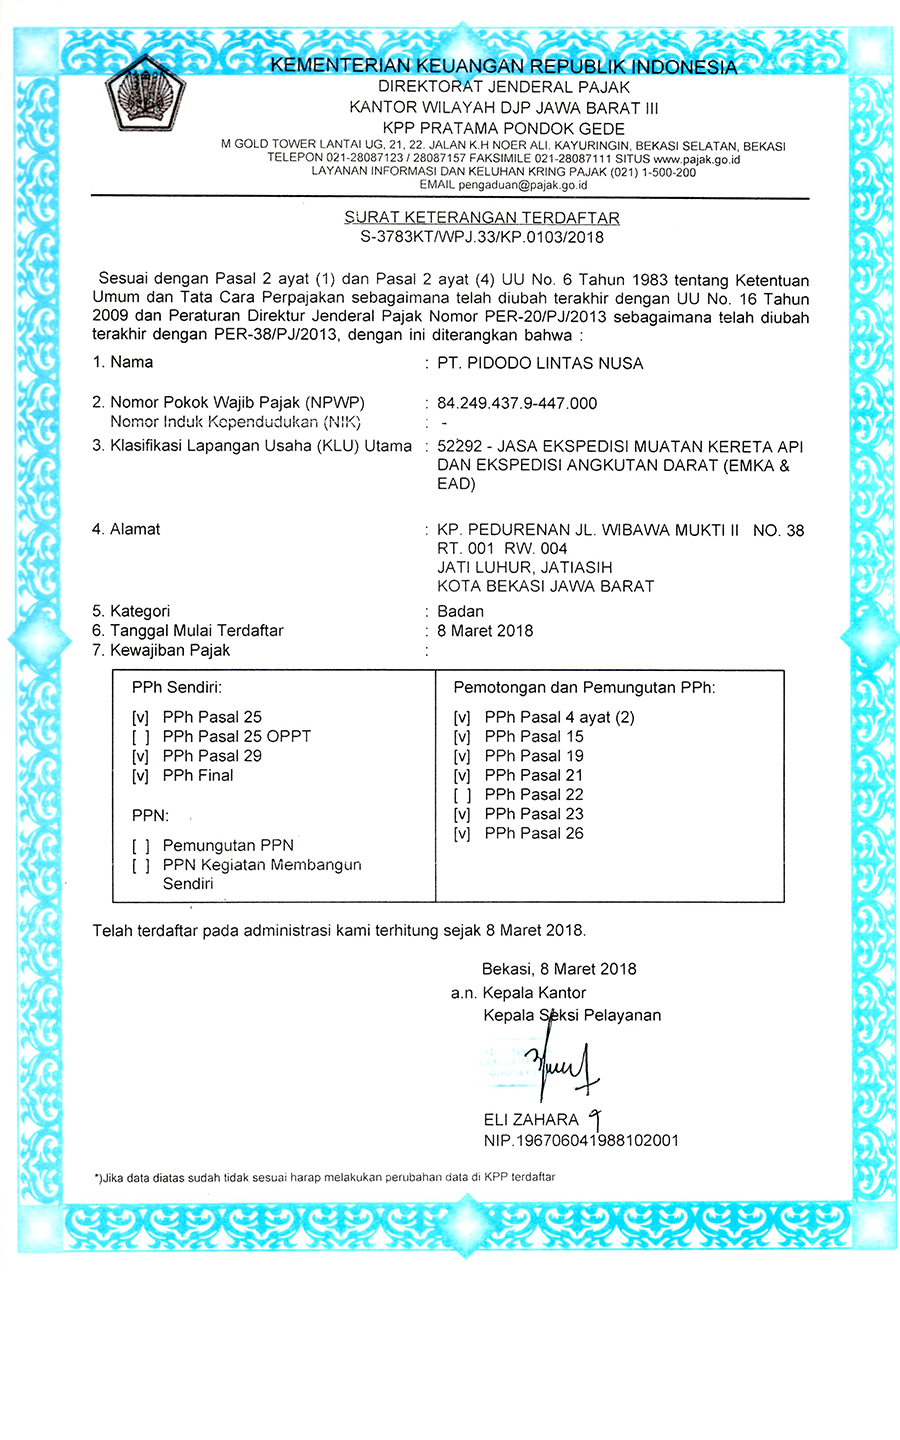 KEMENTERIAN KEUANGAN REPUBLIK INDONESIA
DIREKTORAT JENDERAL PAJAK
KANTOR WILAYAH DJP JAWA BARAT III
KPP PRATAMA PONDOK GEDE
M GOLD TOWER LANTAI UG, 21, 22. JALAN K.H NOER ALI. KAYURINGIN, BEKASI SELATAN, BEKASI
TELEPON 021-28087123 / 28087157 FAKSIMILE 021-28087111 SITUS www.pajak.go.id
LAYANAN INFORMASI DAN KELUHAN KRING PAJAK (021) 1-500-200
EMAIL pengaduan@pajak.go.id
SURAT KETERANGAN TERDAFTAR
S-3783KT/WPJ.33/KP.0103/2018
Sesuai dengan Pasal 2 ayat (1) dan Pasal 2 ayat (4) UU No. 6 Tahun 1983 tentang Ketentuan
Umum dan Tata Cara Perpajakan sebagaimana telah diubah terakhir dengan UU No. 16 Tahun
2009 dan Peraturan Direktur Jenderal Pajak Nomor PER-20/PJ/2013 sebagaimana telah diubah
terakhir dengan PER-38/PJ/2013, dengan ini diterangkan bahwa :
1. Nama : PT. PIDODO LINTAS NUSA
2. Nomor Pokok Wajib Pajak (NPWP) : 84.249.437.9-447.000
Nomor Induk Kependudukan (NIK) : -
3. Klasifikasi Lapangan Usaha (KLU) Utama : 52292 - JASA EKSPEDISI MUATAN KERETA API
DAN EKSPEDISI ANGKUTAN DARAT (EMKA &
EAD)
4. Alamat : KP. PEDURENAN JL. WIBAWA MUKTI II NO. 38
RT. 001 RW. 004
JATI LUHUR, JATIASIH
KOTA BEKASI JAWA BARAT
5. Kategori : Badan
6. Tanggal Mulai Terdaftar : 8 Maret 2018
7. Kewajiban Pajak :
PPh Sendiri:
[v] PPh Pasal 25
[ ] PPh Pasal 25 OPPT
[v] PPh Pasal 29
[v] PPh Final
PPN:
[ ] Pemungutan PPN
[ ] PPN Kegiatan Membangun
Sendiri
Pemotongan dan Pemungutan PPh:
[v] PPh Pasal 4 ayat (2)
[v] PPh Pasal 15
[v] PPh Pasal 19
[v] PPh Pasal 21
[ ] PPh Pasal 22
[v] PPh Pasal 23
[v] PPh Pasal 26
Telah terdaftar pada administrasi kami terhitung sejak 8 Maret 2018.
Bekasi, 8 Maret 2018
a.n. Kepala Kantor
Kepala Seksi Pelayanan
ELI ZAHARA
NIP.196706041988102001
*)Jika data diatas sudah tidak sesuai harap melakukan perubahan data di KPP terdaftar